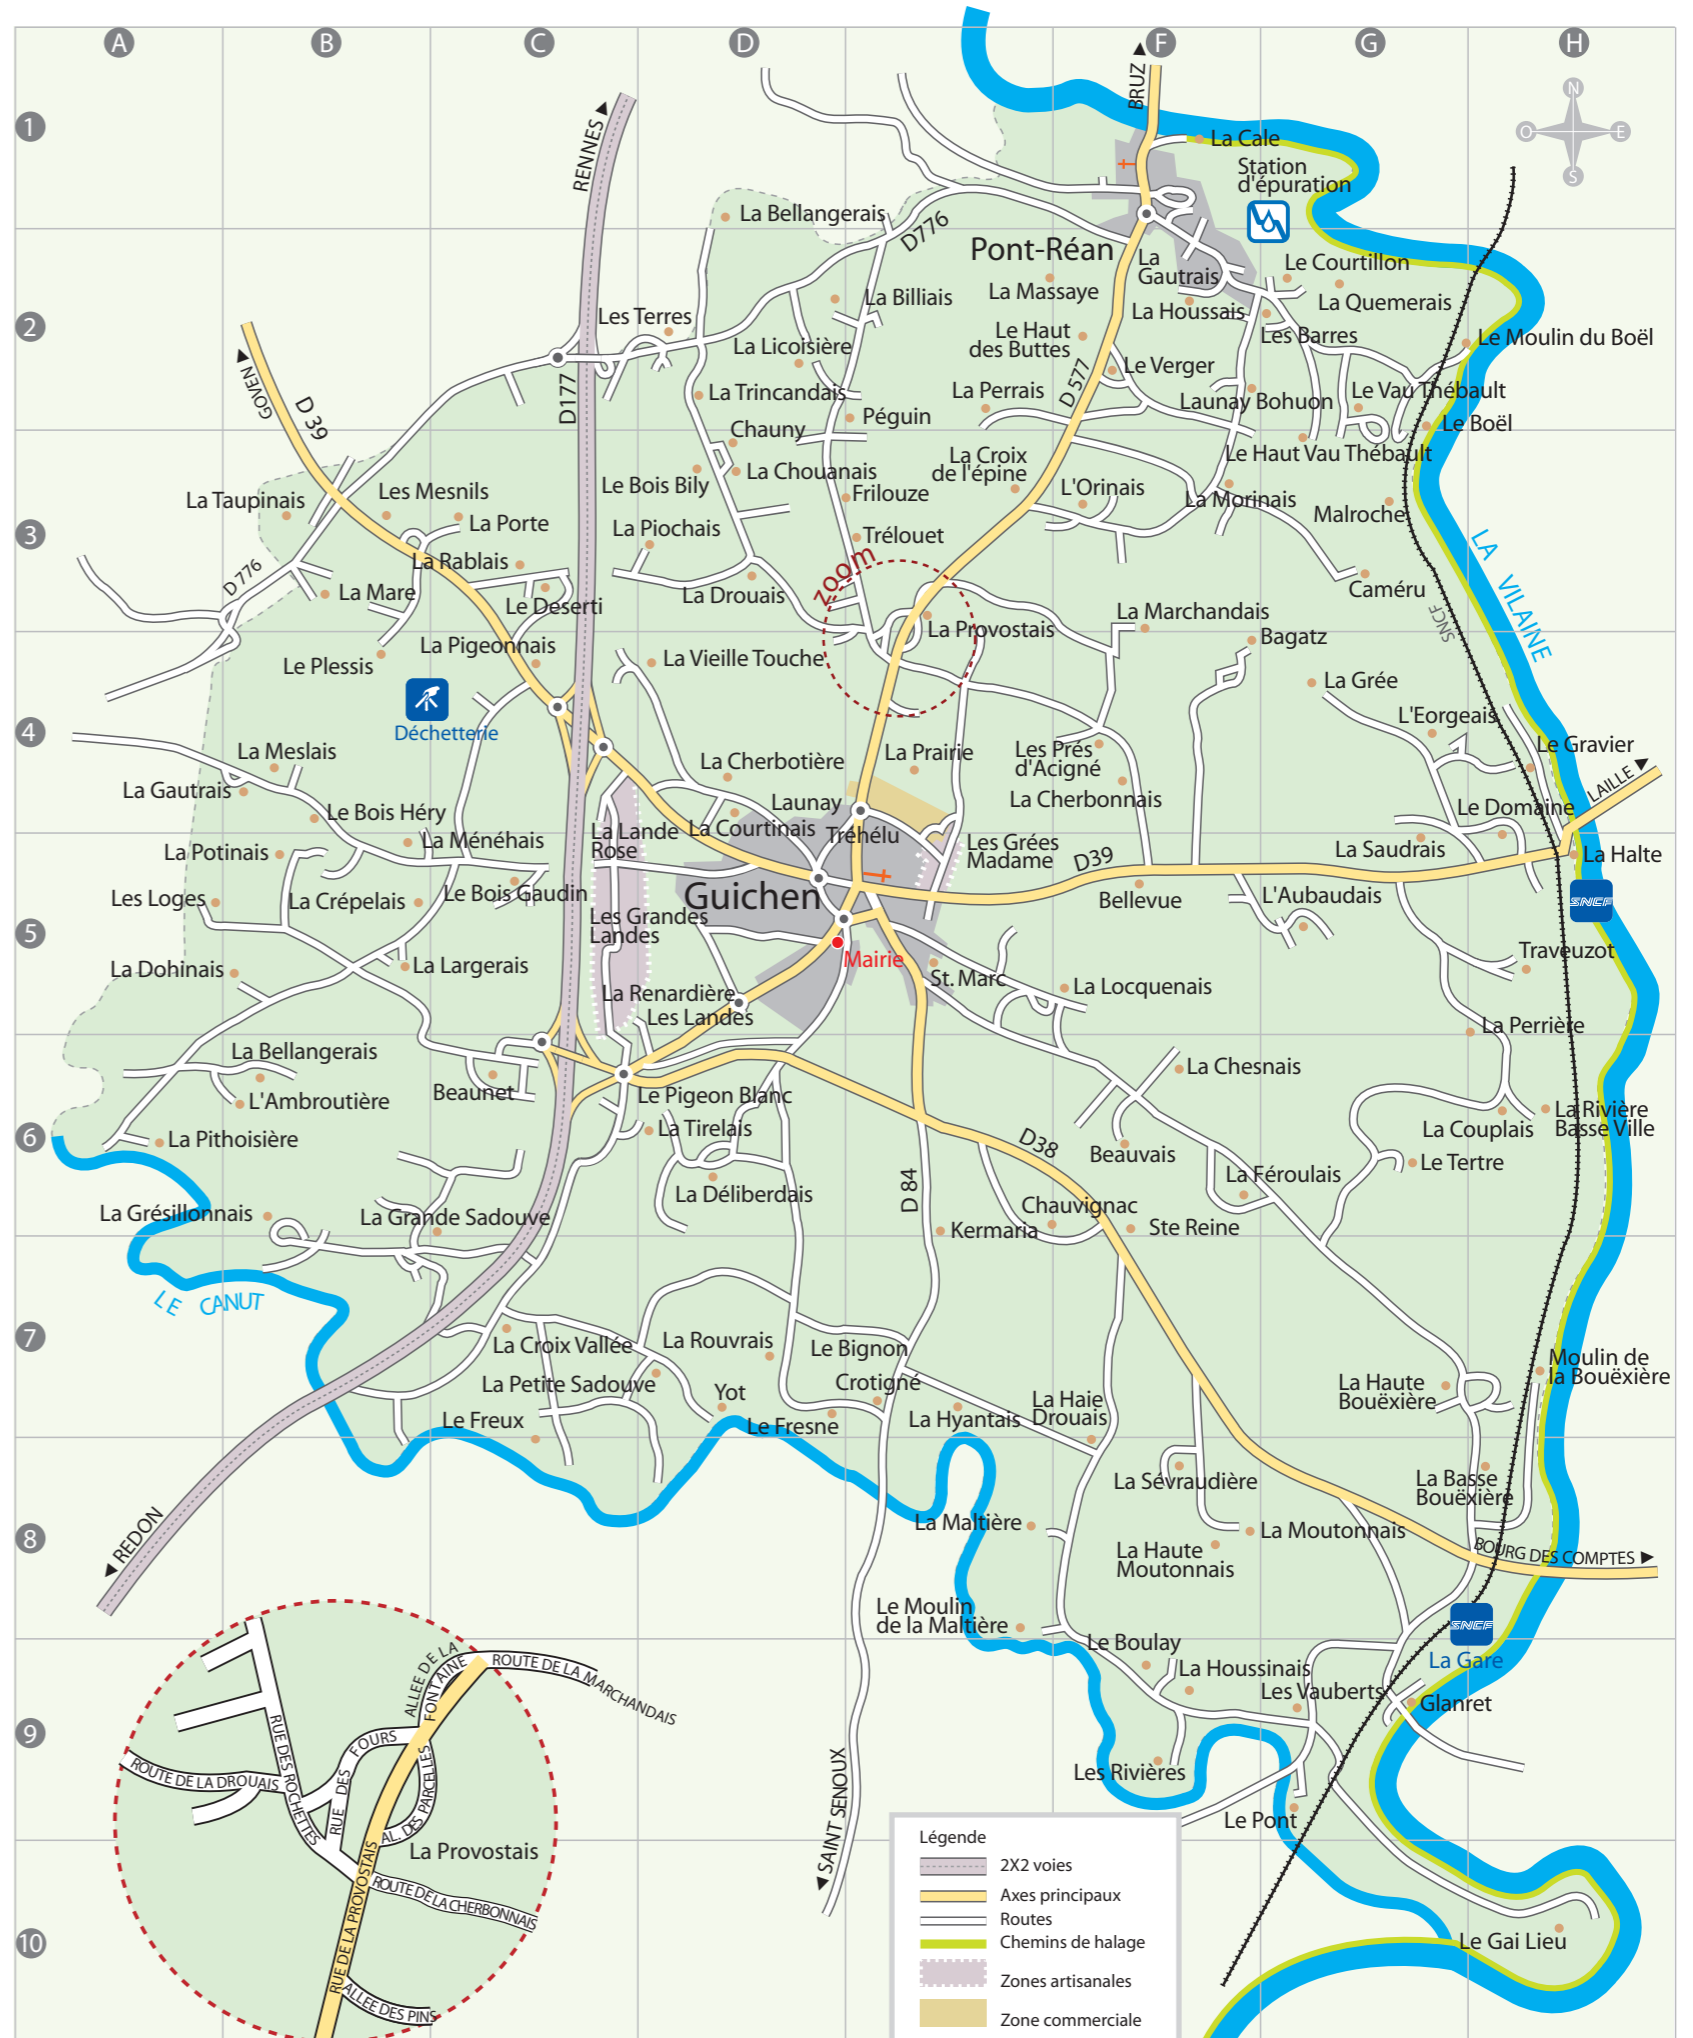 A
B
C
D
F
G
H
1
2
3
4
5
6
7
8
9
10
N
O
E
S
BRUZ
RENNES
La Cale
Station
d'épuration
La Bellangerais
D776
Pont-Réan
La
Gautrais
Le Courtillon
La Massaye
La Quemerais
La Billiais
La Houssais
Les Terres
Le Haut
des Buttes
Les Barres
Le Moulin du Boël
La Licoisière
Le Verger
GOVEN
D 39
D177
D 577
La Trincandais
La Perrais
Launay Bohuon
Le Vau Thébault
Péguin
Le Boël
Chauny
La Croix
de l'épine
Le Haut Vau Thébault
La Chouanais
Le Bois Bily
Frilouze
L'Orinais
La Morinais
Malroche
La Taupinais
Les Mesnils
La Porte
La Piochais
Trélouet
La Rablais
zoom
LA VILAINE
SNCF
D 776
La Mare
Le Deserti
La Drouais
Caméru
La Marchandais
La Provostais
Bagatz
La Pigeonnais
Le Plessis
La Vieille Touche
La Grée
Déchetterie
L'Eorgeais
La Meslais
La Cherbotière
La Prairie
Les Prés
d'Acigné
Le Gravier
LAILLE
La Gautrais
Le Bois Héry
Launay
La Cherbonnais
Le Domaine
La Ménéhais
La Lande
Rose
La Courtinais
Tréhélu
Les Grées
Madame
D39
La Saudrais
La Halte
La Potinais
Les Loges
La Crépelais
Le Bois Gaudin
Guichen
Bellevue
L'Aubaudais
SNCF
Les Grandes
Landes
Mairie
Traveuzot
La Dohinais
La Largerais
St. Marc
La Locquenais
La Renardière
Les Landes
La Perrière
La Bellangerais
Beaunet
L'Ambroutière
La Chesnais
Le Pigeon Blanc
La Pithoisière
La Tirelais
D38
Beauvais
La Couplais
La Rivière
Basse Ville
Le Tertre
La Déliberdais
D 84
La Féroulais
La Grésillonnais
La Grande Sadouve
Chauvignac
Kermaria
Ste Reine
LE CANUT
La Croix Vallée
La Rouvrais
Le Bignon
Moulin de
la Bouëxière
La Petite Sadouve
Yot
Crotigné
La Haie
Drouais
La Haute
Bouëxière
Le Freux
Le Fresne
La Hyantais
La Sévraudière
La Basse
Bouëxière
REDON
La Maltière
La Moutonnais
La Haute
Moutonnais
BOURG DES COMPTES
Le Moulin
de la Maltière
Le Boulay
SNCF
La Gare
La Houssinais
Les Vauberts
Glanret
Les Rivières
Le Pont
SAINT SENOUX
Le Gai Lieu
ALLEE DE LA
FONTAINE
ROUTE DE LA MARCHANDAIS
RUE DES ROCHETTES
RUE DES FOURS
AL. DES PARCELLES
ROUTE DE LA DROUAIS
La Provostais
ROUTE DE LA CHERBONNAIS
RUE DE LA PROVOSTAIS
ALLEE DES PINS
Légende
2X2 voies
Axes principaux
Routes
Chemins de halage
Zones artisanales
Zone commerciale